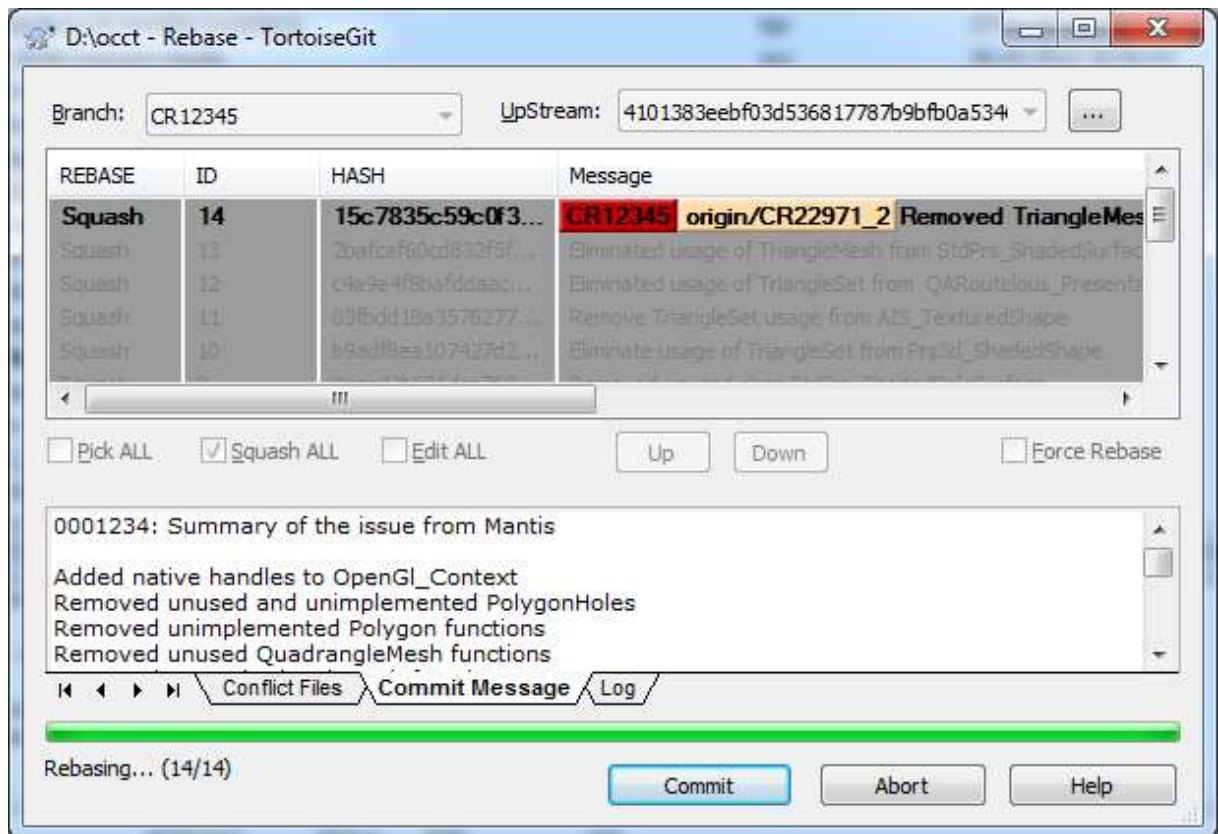 D:\occt - Rebase - TortoiseGit
Branch: CR12345 UpStream: 4101383eebf03d536817787b9bfb0a534
REBASE ID HASH Message
Squash 14 15c7835c59c0f3... CR12345 origin/CR22971_2 Removed TriangleMes
Squash 13 2bafcaf60cd832f5f... Eliminated usage of TriangleMesh from StdPrs_ShadedSurfac
Squash 12 c4a9a4f8bafddaac... Eliminated usage of TriangleSet from QARoutelous_Presenta
Squash 11 83fbdd18a3576277... Remove TriangleSet usage from AIS_TexturedShape
Squash 10 b9adf8ea107427d2... Eliminate usage of TriangleSet from Prs3d_ShadedShape
Pick ALL Squash ALL Edit ALL Up Down Force Rebase
0001234: Summary of the issue from Mantis
Added native handles to OpenGl_Context
Removed unused and unimplemented PolygonHoles
Removed unimplemented Polygon functions
Removed unused QuadrangleMesh functions
Conflict Files Commit Message Log
Rebasing... (14/14)
Commit Abort Help